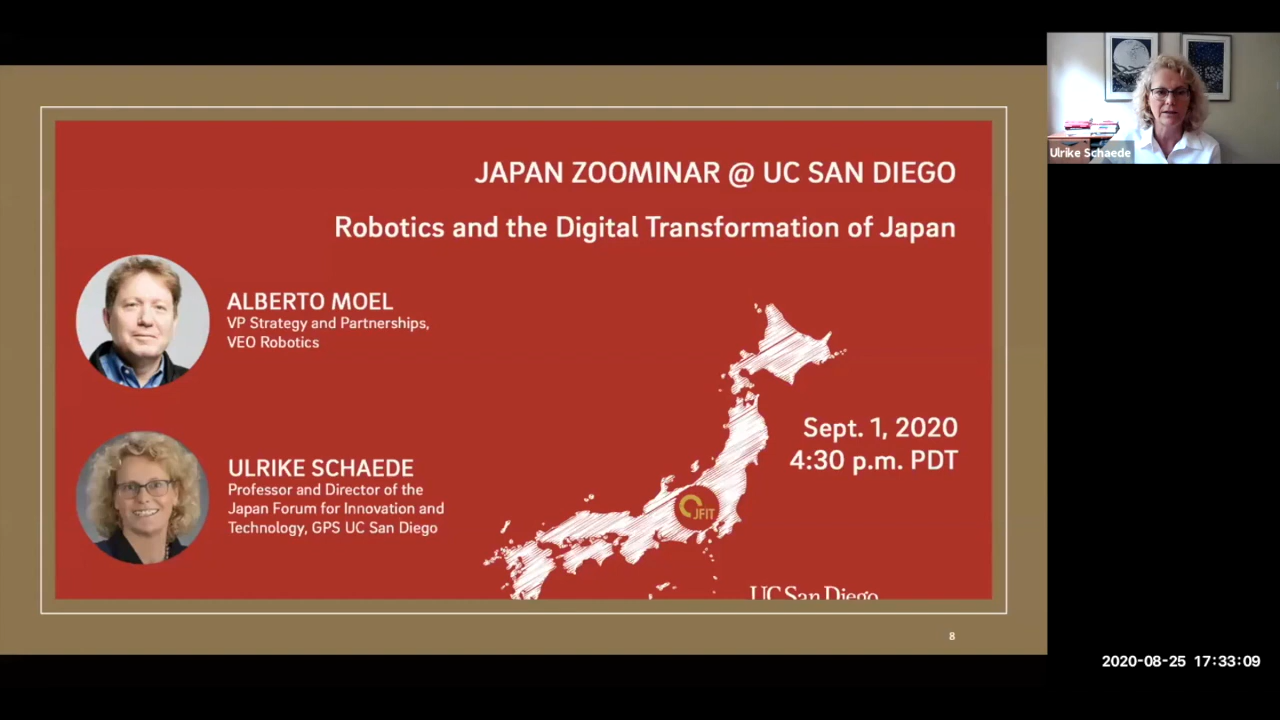 JAPAN ZOOMINAR @ UC SAN DIEGO
Robotics and the Digital Transformation of Japan
ALBERTO MOEL
VP Strategy and Partnerships,
VEO Robotics
ULRIKE SCHAEDE
Professor and Director of the
Japan Forum for Innovation and
Technology, GPS UC San Diego
Sept. 1, 2020
4:30 p.m. PDT
JFIT
UC San Diego
8
Ulrike Schaede
2020-08-25 17:33:09